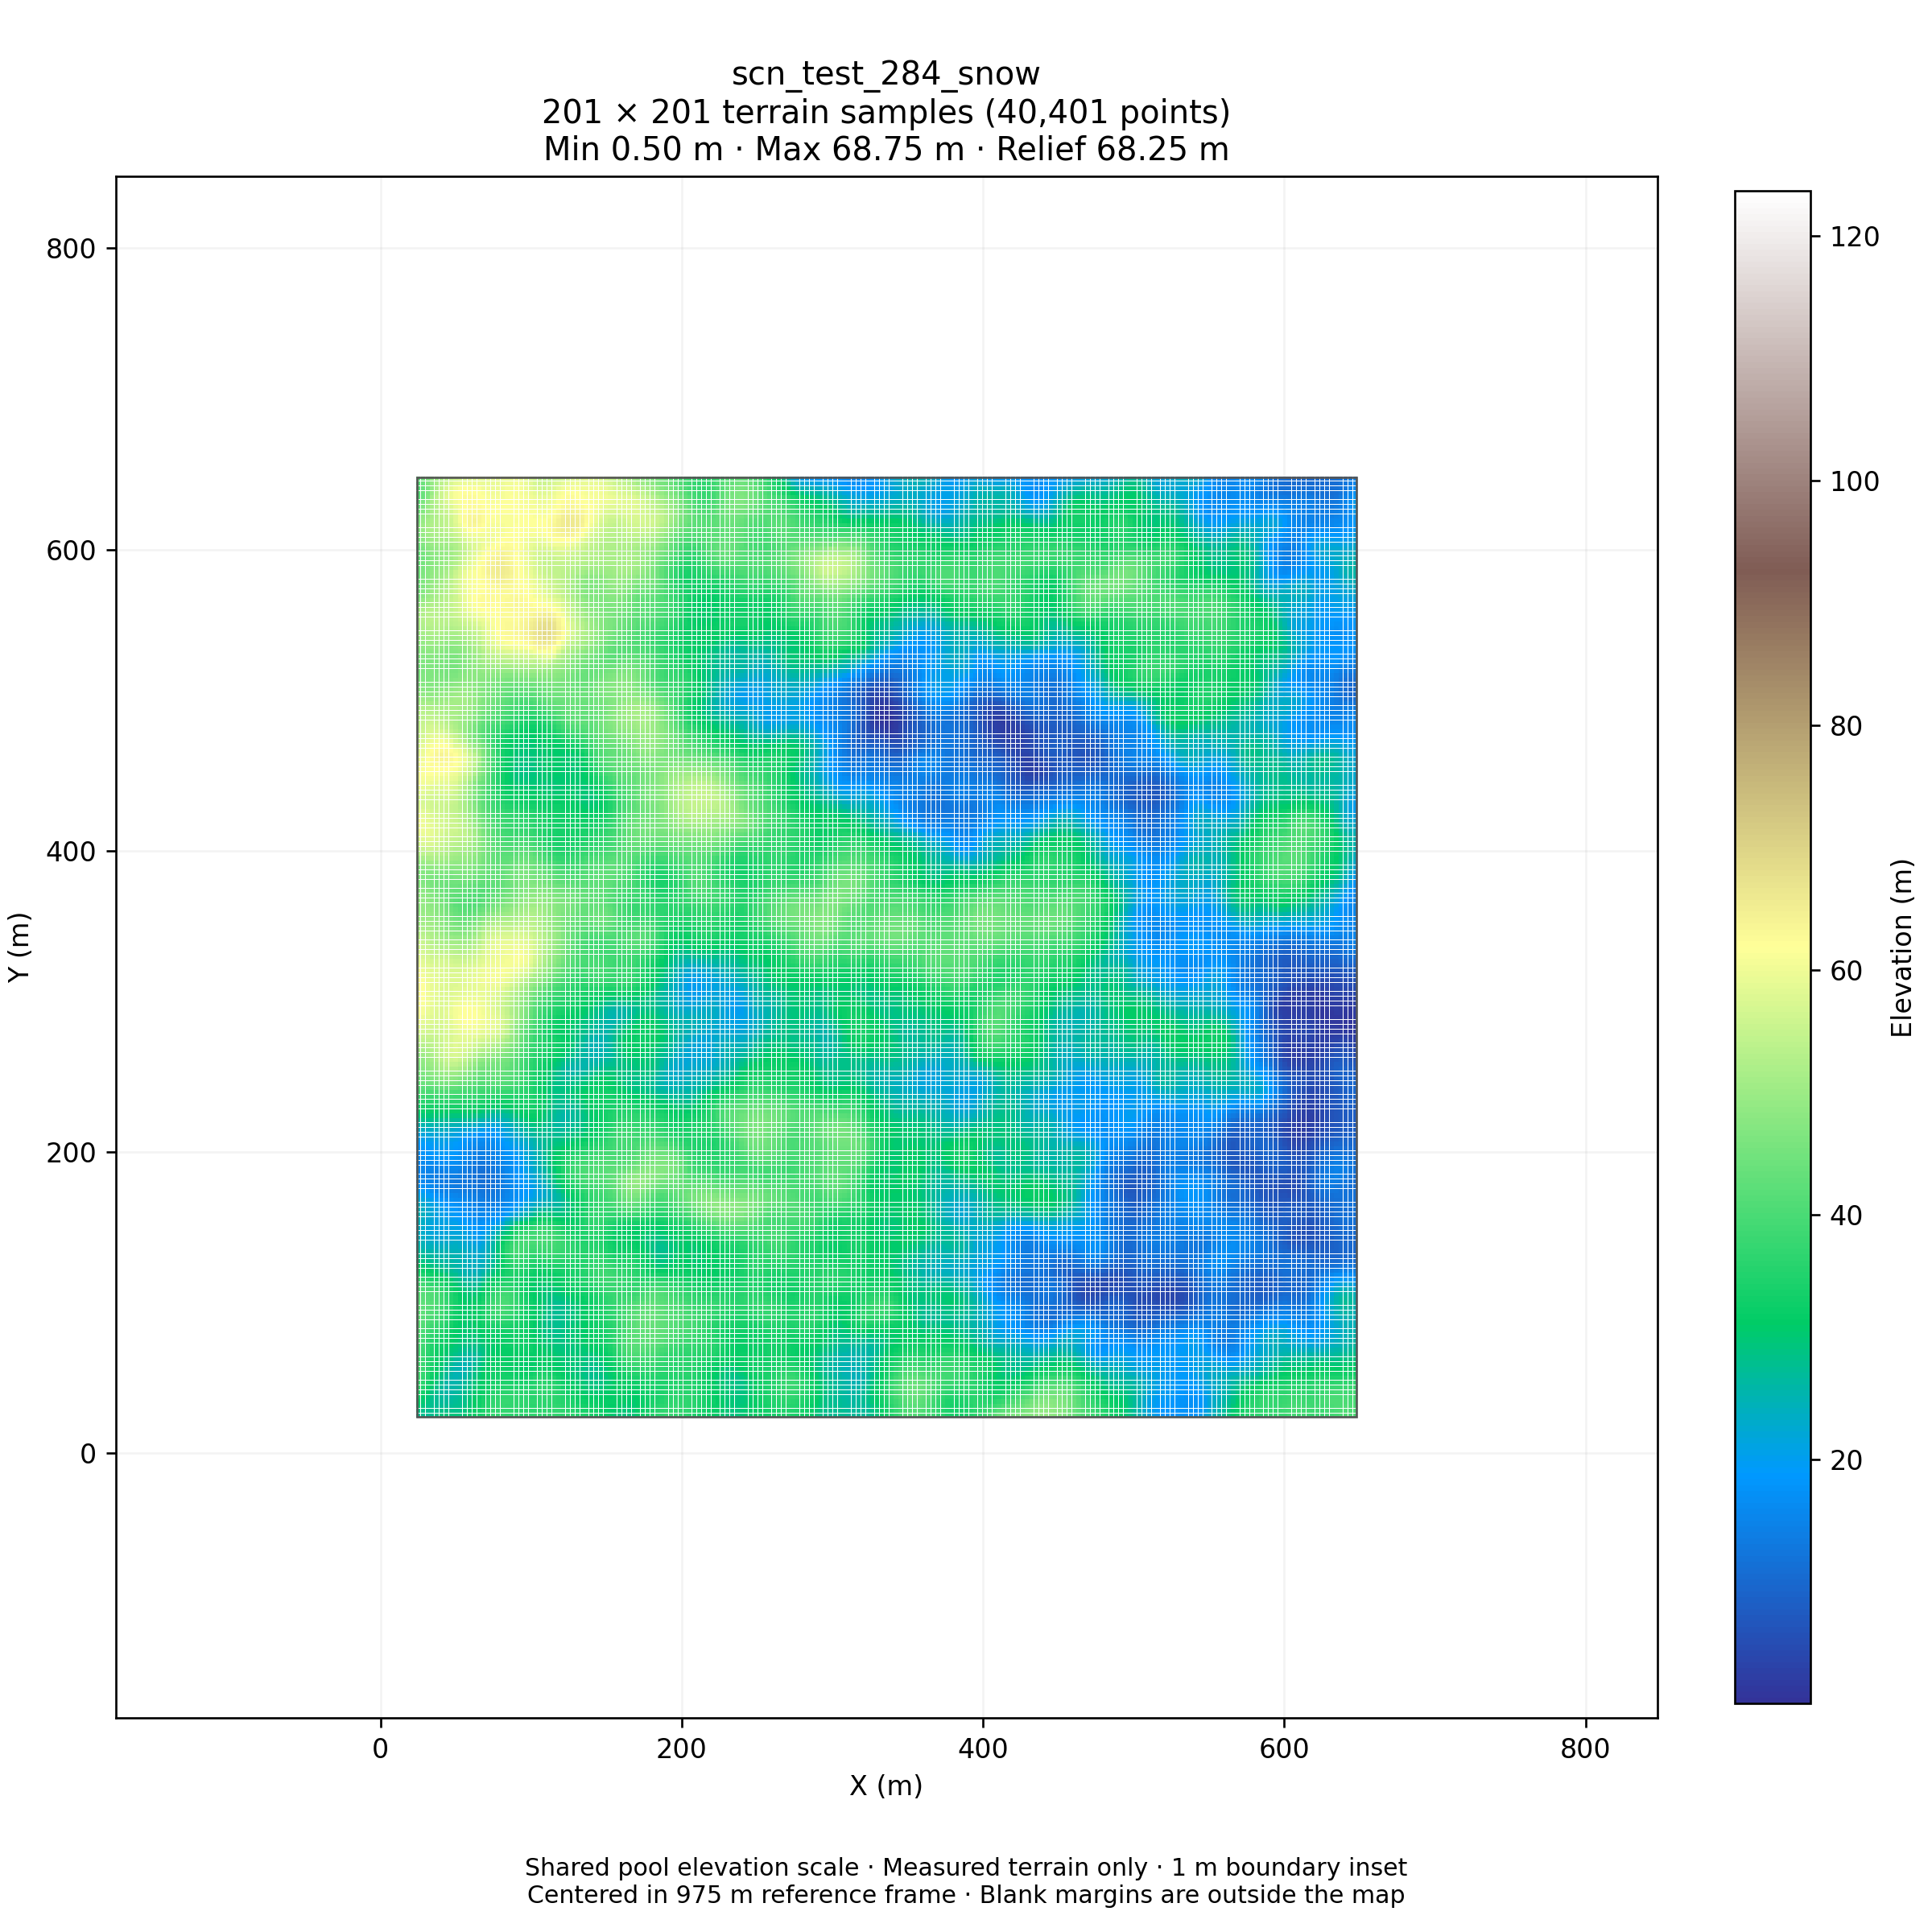 scn_test_284_snow
201 × 201 terrain samples (40,401 points)
Min 0.50 m · Max 68.75 m · Relief 68.25 m
800
600
400
200
0
Y (m)
0
200
400
600
800
X (m)
120
100
80
60
40
20
Elevation (m)
Shared pool elevation scale · Measured terrain only · 1 m boundary inset
Centered in 975 m reference frame · Blank margins are outside the map